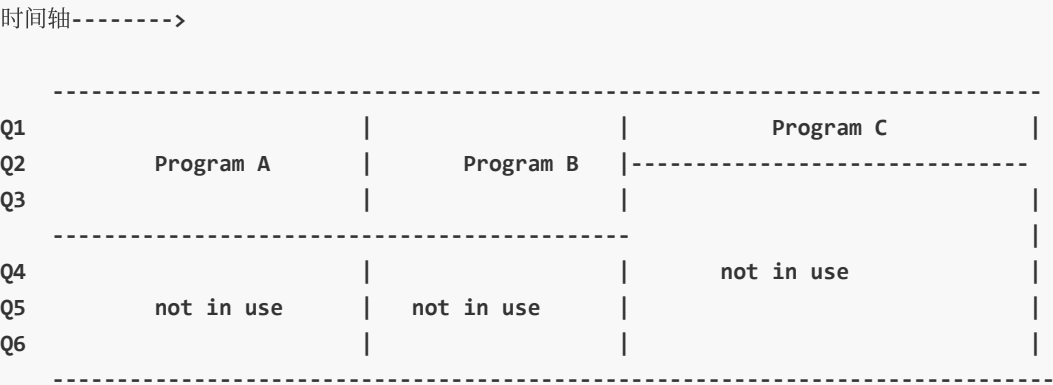 时间轴-------->
-----------------------------------------------------------------------------
Q1 | | Program C |
Q2 Program A | Program B |-------------------------------
Q3 | | |
--------------------------------------------- |
Q4 | | not in use |
Q5 not in use | not in use | |
Q6 | | |
------------------------------------------------------------------------------